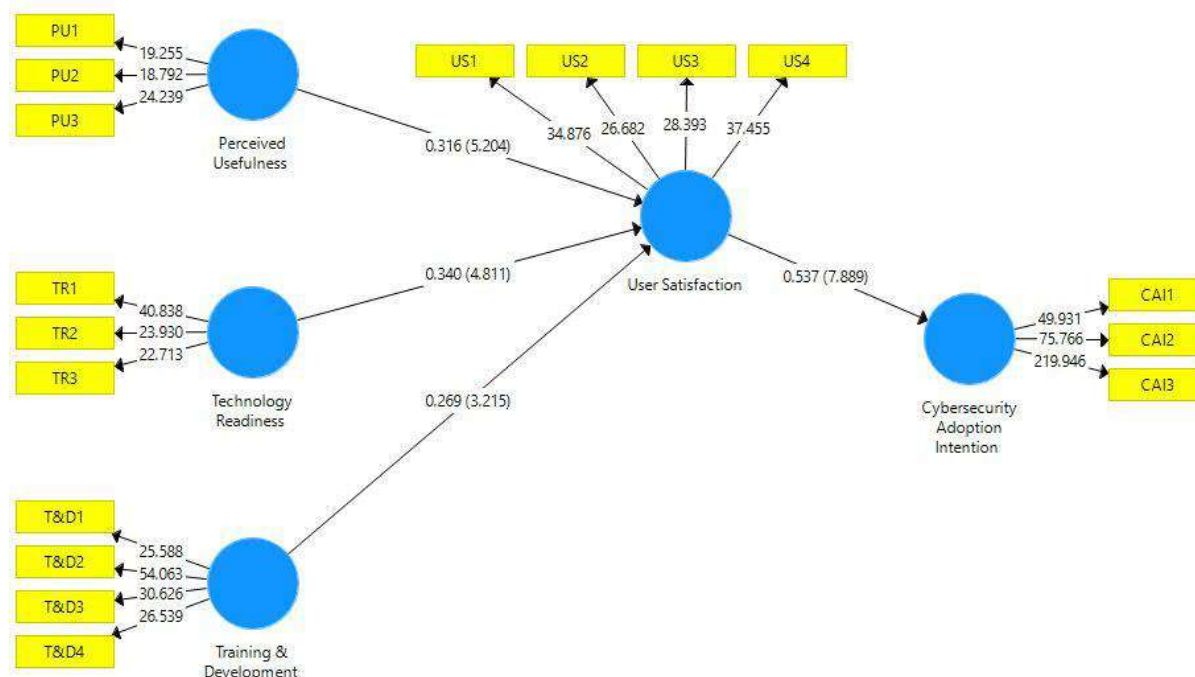 PU1
19.255
PU2
18.792
24.239
PU3
Perceived
Usefulness
US1
US2
US3
US4
34.876
26.682
28.393
37.455
0.316 (5.204)
TR1
40.838
TR2
23.930
22.713
TR3
Technology
Readiness
0.340 (4.811)
User Satisfaction
0.537 (7.889)
CAI1
49.931
75.766
CAI2
219.946
CAI3
Cybersecurity
Adoption
Intention
0.269 (3.215)
T&D1
25.588
T&D2
54.063
T&D3
30.626
26.539
T&D4
Training &
Development